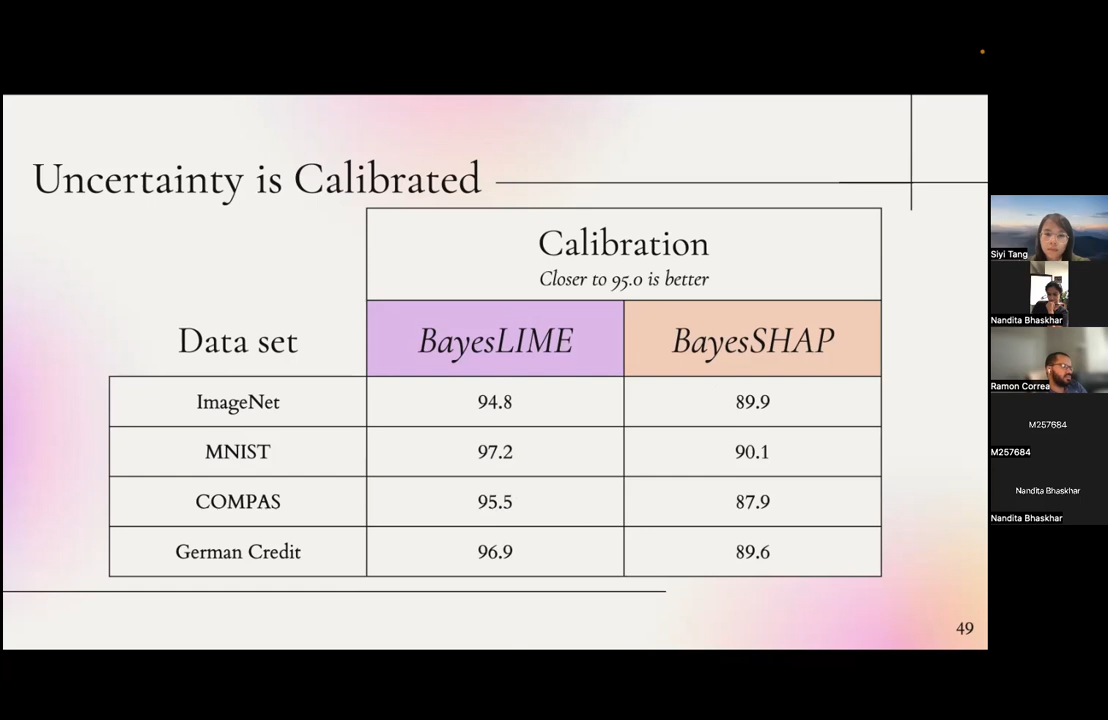 Uncertainty is Calibrated
Calibration
Closer to 95.0 is better
Data set
BayesLIME
BayesSHAP
ImageNet
94.8
89.9
MNIST
97.2
90.1
COMPAS
95.5
87.9
German Credit
96.9
89.6
49
Siyi Tang
Nandita Bhaskhar
Ramon Correa
M257684
M257684
Nandita Bhaskhar
Nandita Bhaskhar